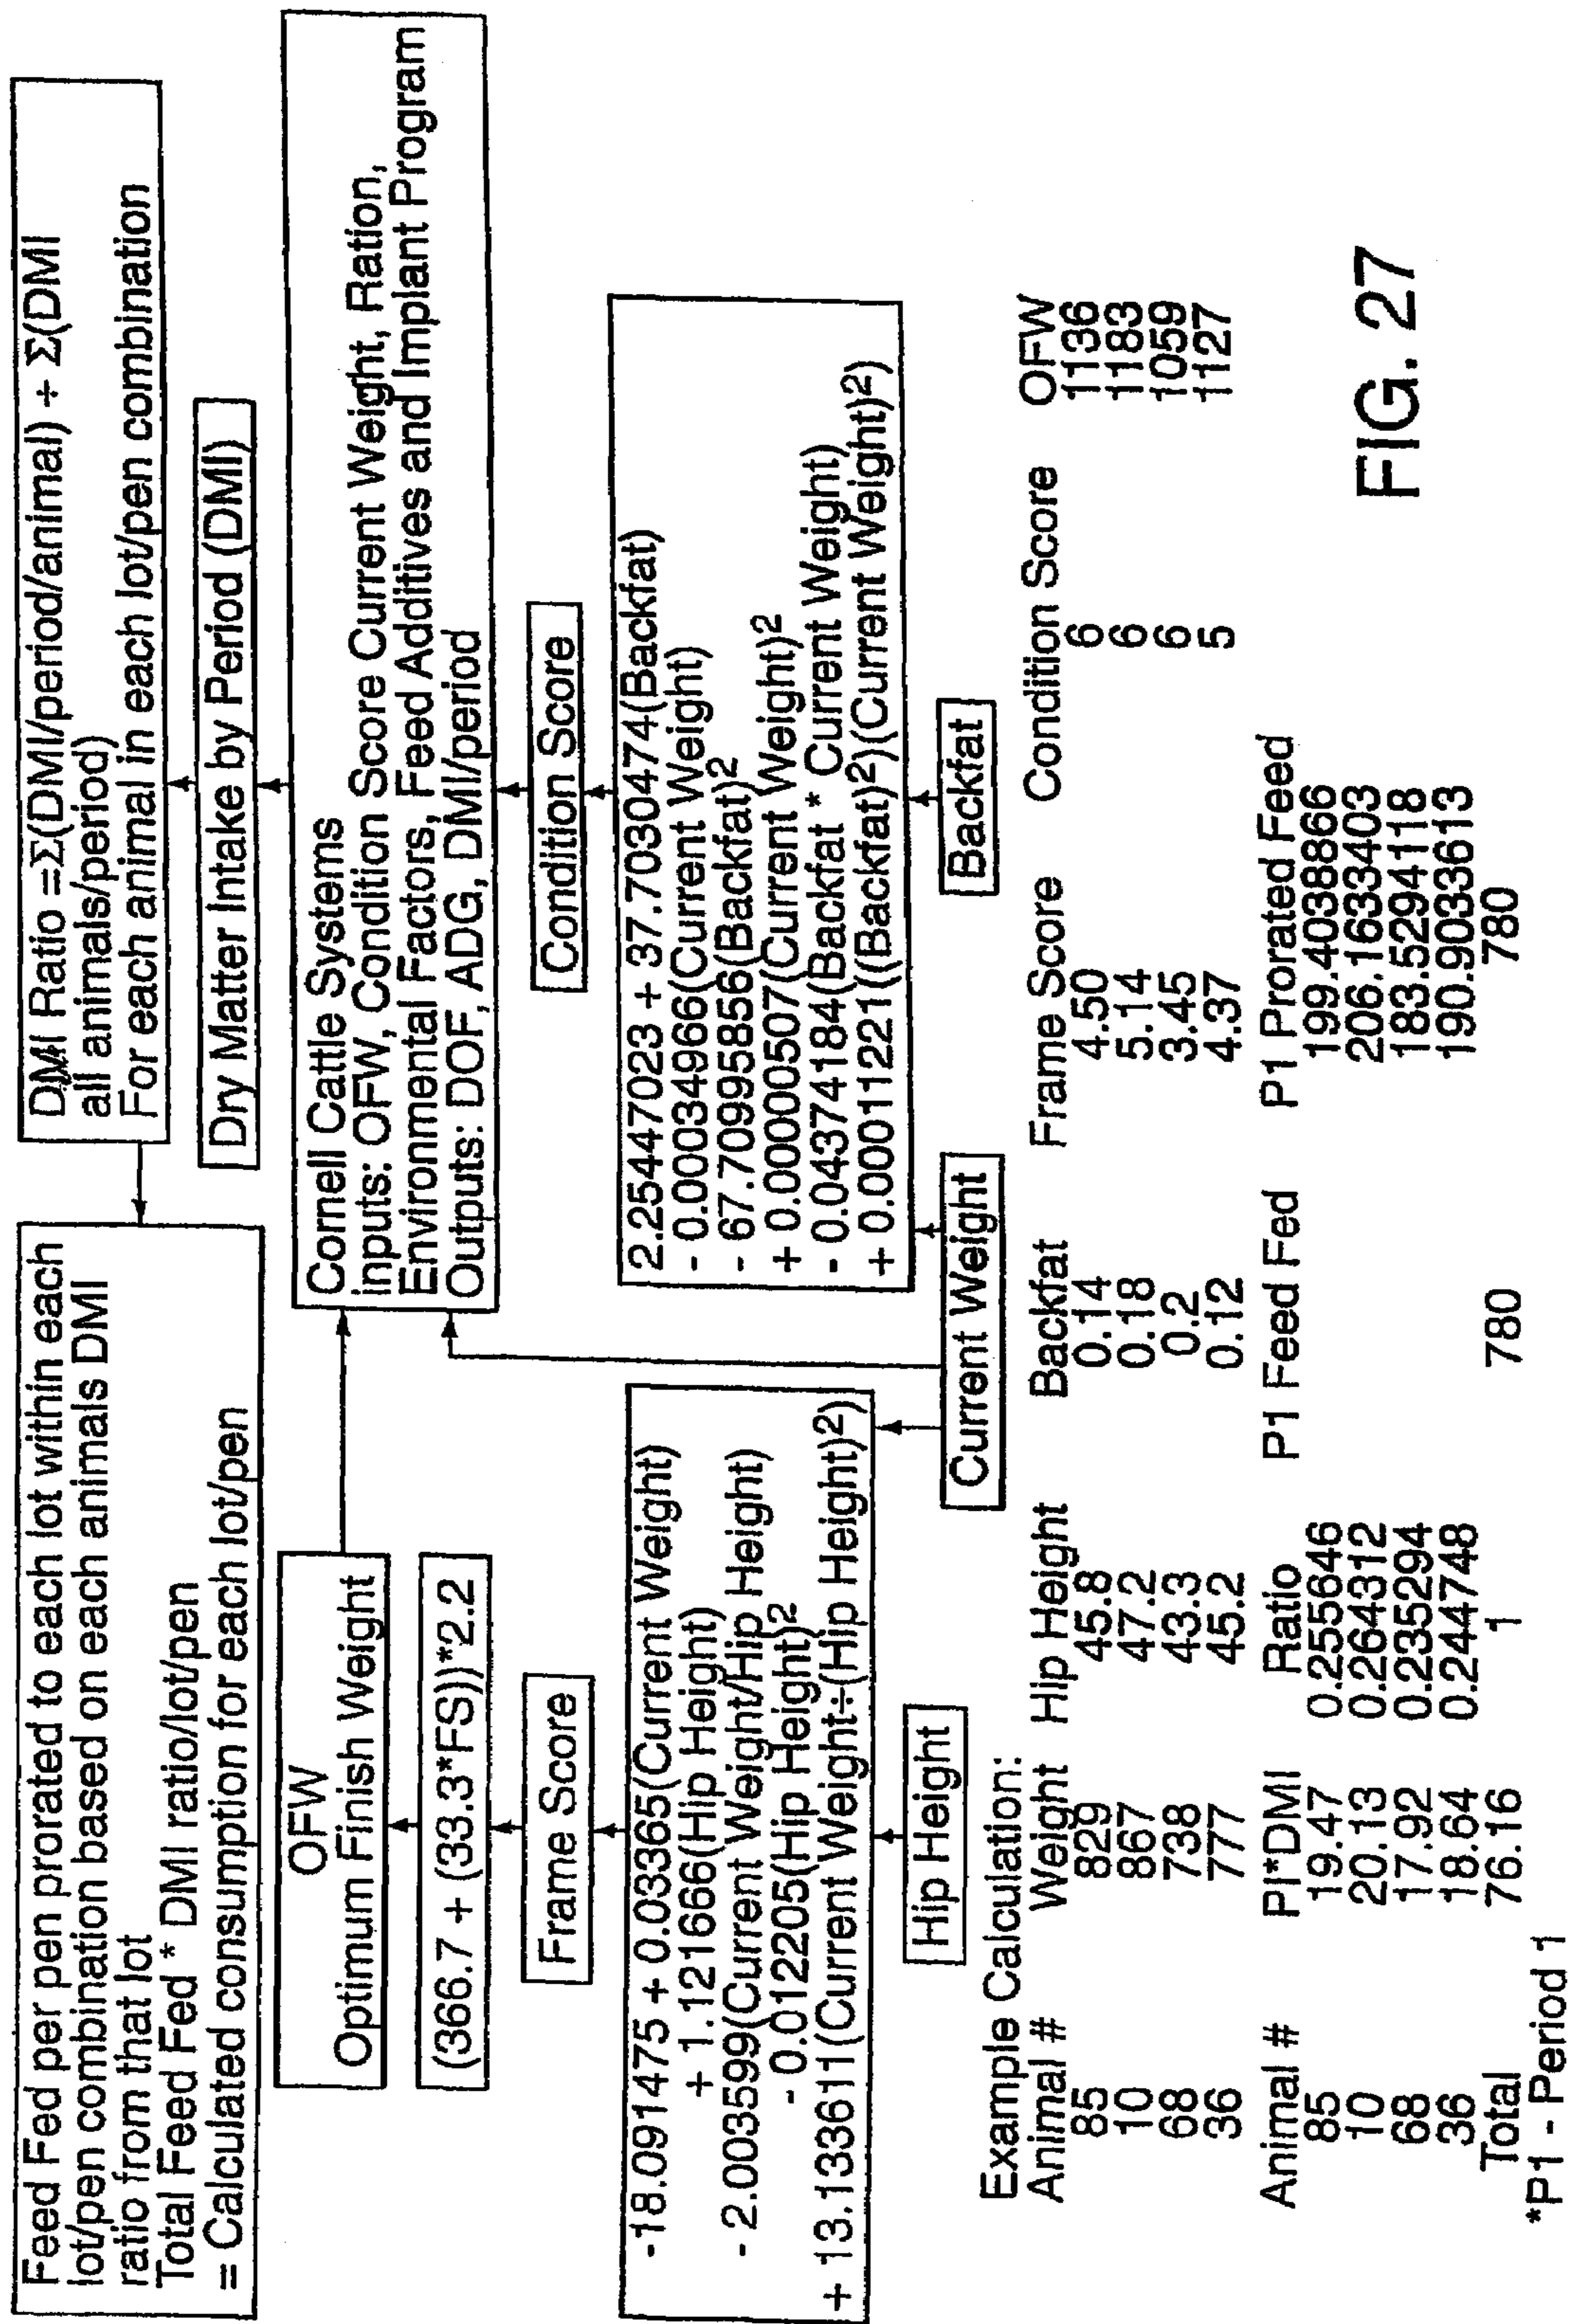 Feed Fed per pen prorated to each lot within each
lot/pen combination based on each animals DMI
ratio from that lot
Total Feed Fed * DMI ratio/lot/pen
= Calculated consumption for each lot/pen
DMI Ratio =Σ(DMI/period/animal) ÷ Σ(DMI
all animals/period)
For each animal in each lot/pen combination
Dry Matter Intake by Period (DMI)
OFW
Optimum Finish Weight
Cornell Cattle Systems
inputs: OFW, Condition Score Current Weight, Ration,
Environmental Factors, Feed Additives and Implant Program
Outputs: DOF, ADG, DMI/period
(366.7 + (33.3*FS))*2.2
Frame Score
Condition Score
-18.091475 + 0.03365(Current Weight)
+ 1.121666(Hip Height)
- 2.003599(Current Weight/Hip Height)
- 0.012205(Hip Height)2
+ 13.133611(Current Weight÷(Hip Height)2)
2.25447023 + 37.7030474(Backfat)
- 0.00034966(Current Weight)
- 67.7099585​6(Backfat)2
+ 0.00000507(Current Weight)2
- 0.04374184(Backfat * Current Weight)
+ 0.00011221((Backfat)2)(Current Weight)2)
Hip Height
Current Weight
Backfat
Example Calculation:
Animal # Weight Hip Height Backfat Frame Score Condition Score OFW
85 829 45.8 0.14 4.50 6 1136
10 867 47.2 0.18 5.14 6 1183
68 738 43.3 0.2 3.45 6 1059
36 777 45.2 0.12 4.37 5 1127
Animal # PI*DMI Ratio P1 Feed Fed P1 Prorated Feed
85 19.47 0.255646 199.4038866
10 20.13 0.264312 206.1633403
68 17.92 0.235294 183.5294118
36 18.64 0.244748 190.9033613
Total 76.16 1 780 780
*P1 - Period 1
FIG. 27